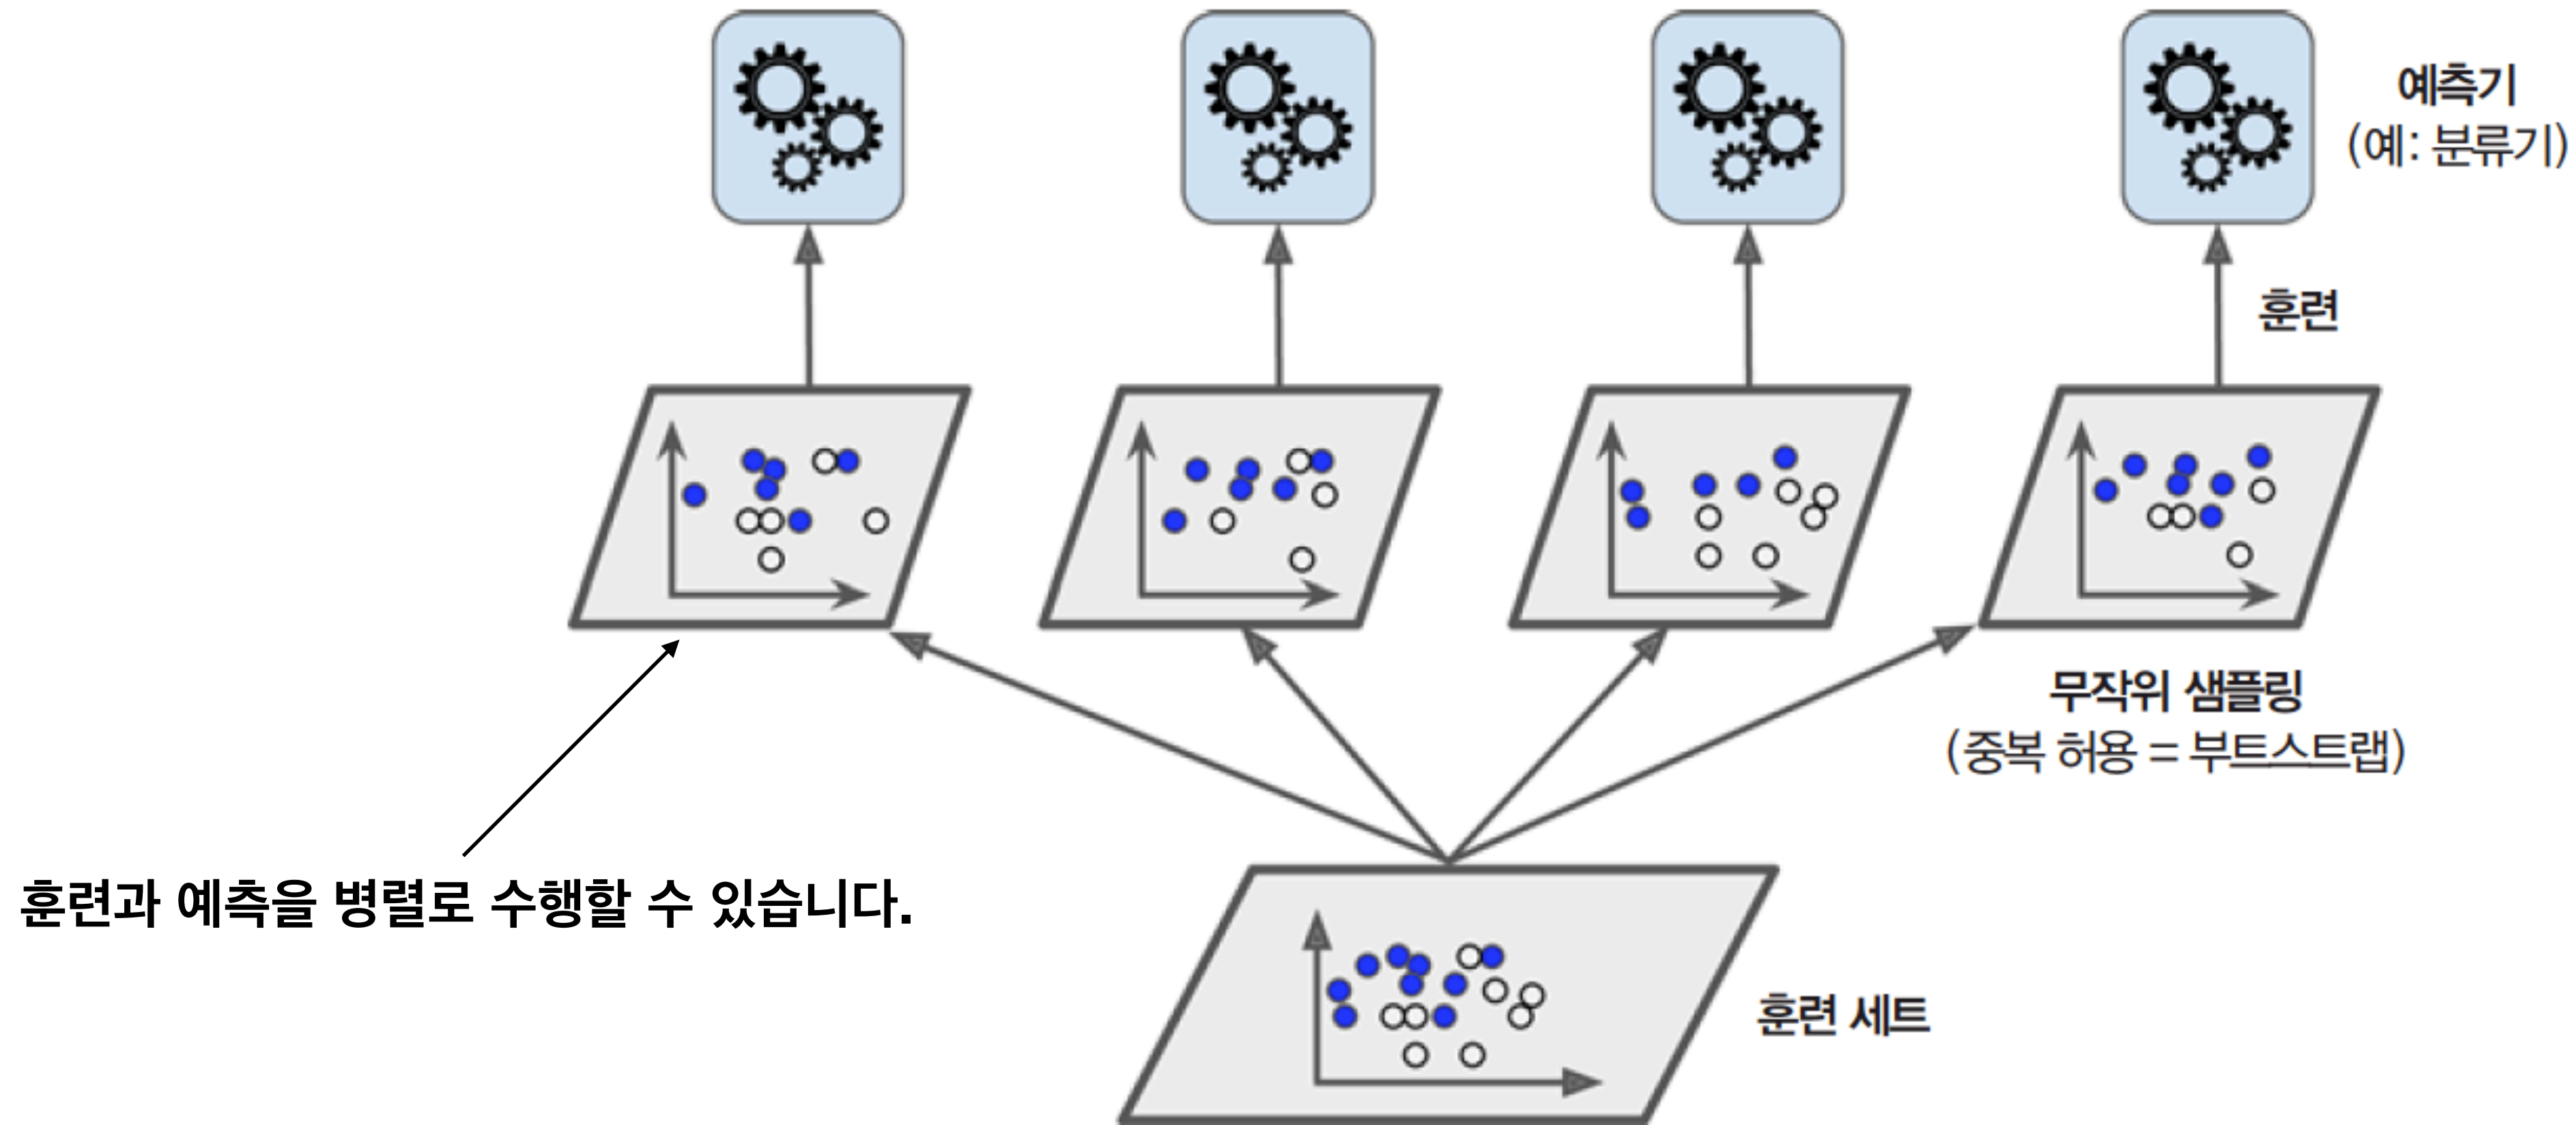 예측기
(예: 분류기)
훈련
무작위 샘플링
(중복 허용 = 부트스트랩)
훈련과 예측을 병렬로 수행할 수 있습니다.
훈련 세트